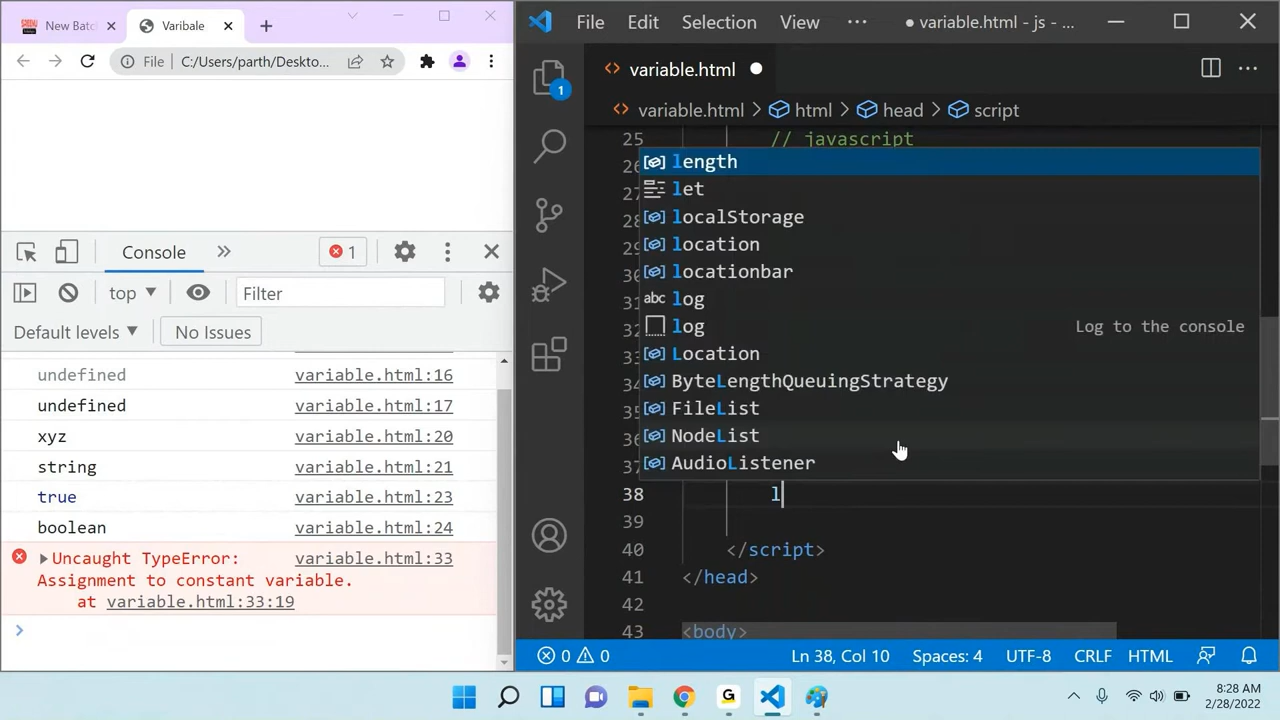 New Batc
Varibale
File
C:/Users/parth/Deskto...
Console
1
top
Filter
Default levels
No Issues
undefined
variable.html:16
undefined
variable.html:17
xyz
variable.html:20
string
variable.html:21
true
variable.html:23
boolean
variable.html:24
Uncaught TypeError:
variable.html:33
Assignment to constant variable.
at variable.html:33:19
File
Edit
Selection
View
variable.html - js - ...
variable.html
variable.html
html
head
script
1
25
// javascript
length
let
localStorage
location
locationbar
abc log
log
Log to the console
Location
ByteLengthQueuingStrategy
FileList
NodeList
AudioListener
38
l
39
40
</script>
41
</head>
42
43
<body>
0
0
Ln 38, Col 10
Spaces: 4
UTF-8
CRLF
HTML
G
8:28 AM
2/28/2022